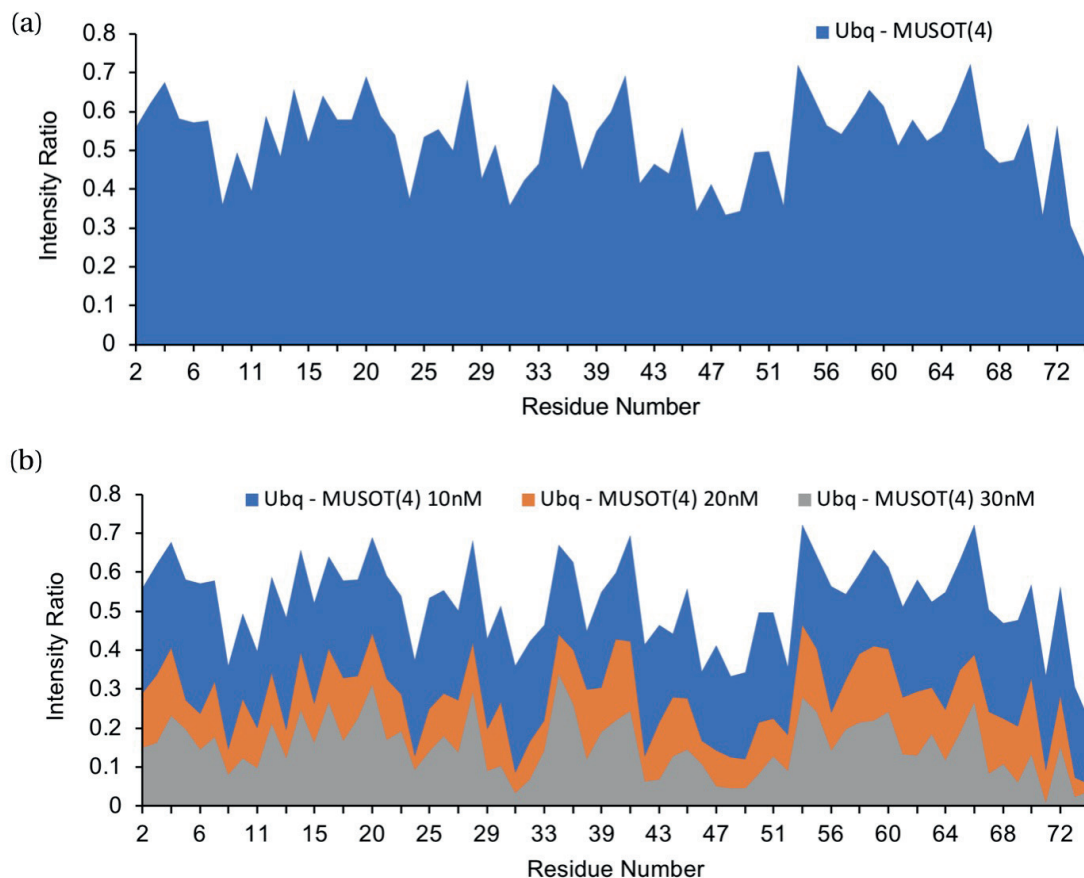 (a)
Ubq - MUSOT(4)
Intensity Ratio
0.8
0.7
0.6
0.5
0.4
0.3
0.2
0.1
0
2 6 11 15 20 24 29 33 39 43 47 51 56 60 64 68 72
Residue Number
(b)
Ubq - MUSOT(4) 10nM Ubq - MUSOT(4) 20nM Ubq - MUSOT(4) 30nM
Intensity Ratio
0.8
0.7
0.6
0.5
0.4
0.3
0.2
0.1
0
2 6 11 15 20 24 29 33 39 43 47 51 56 60 64 68 72
Residue Number